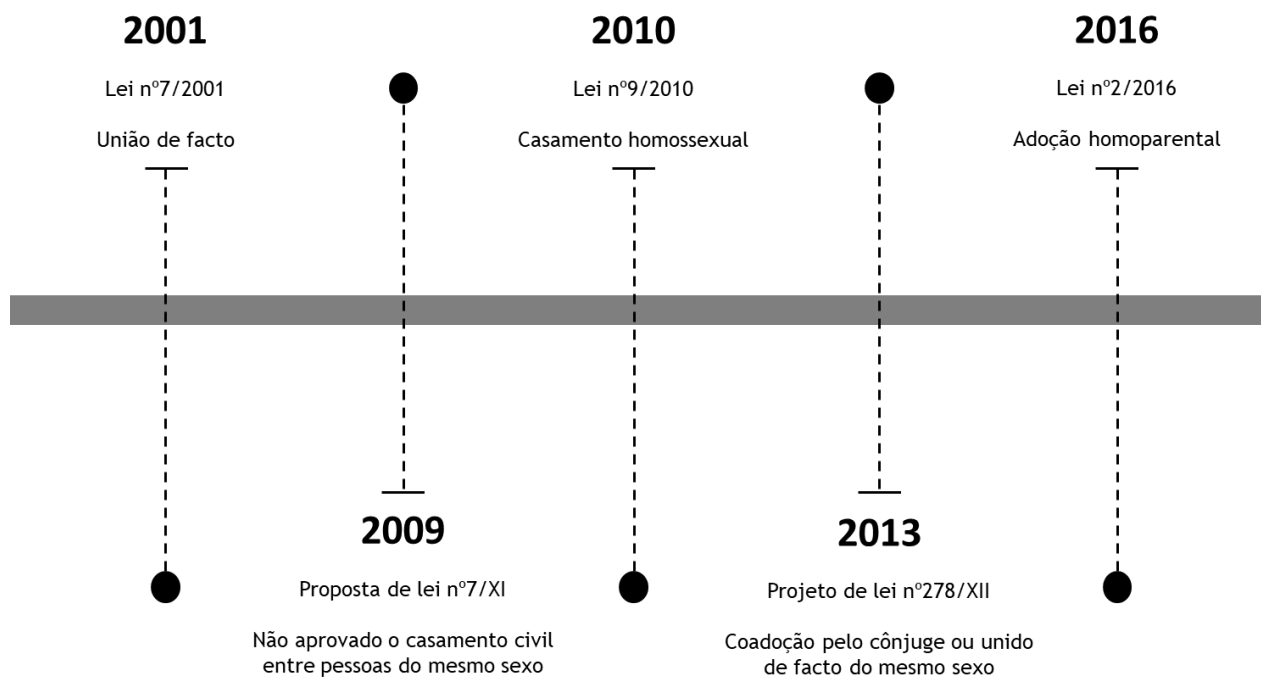 2001
Lei nº7/2001
União de facto
2009
Proposta de lei nº7/XI
Não aprovado o casamento civil
entre pessoas do mesmo sexo
2010
Lei nº9/2010
Casamento homossexual
2013
Projeto de lei nº278/XII
Coadoção pelo cônjuge ou unido
de facto do mesmo sexo
2016
Lei nº2/2016
Adoção homoparental